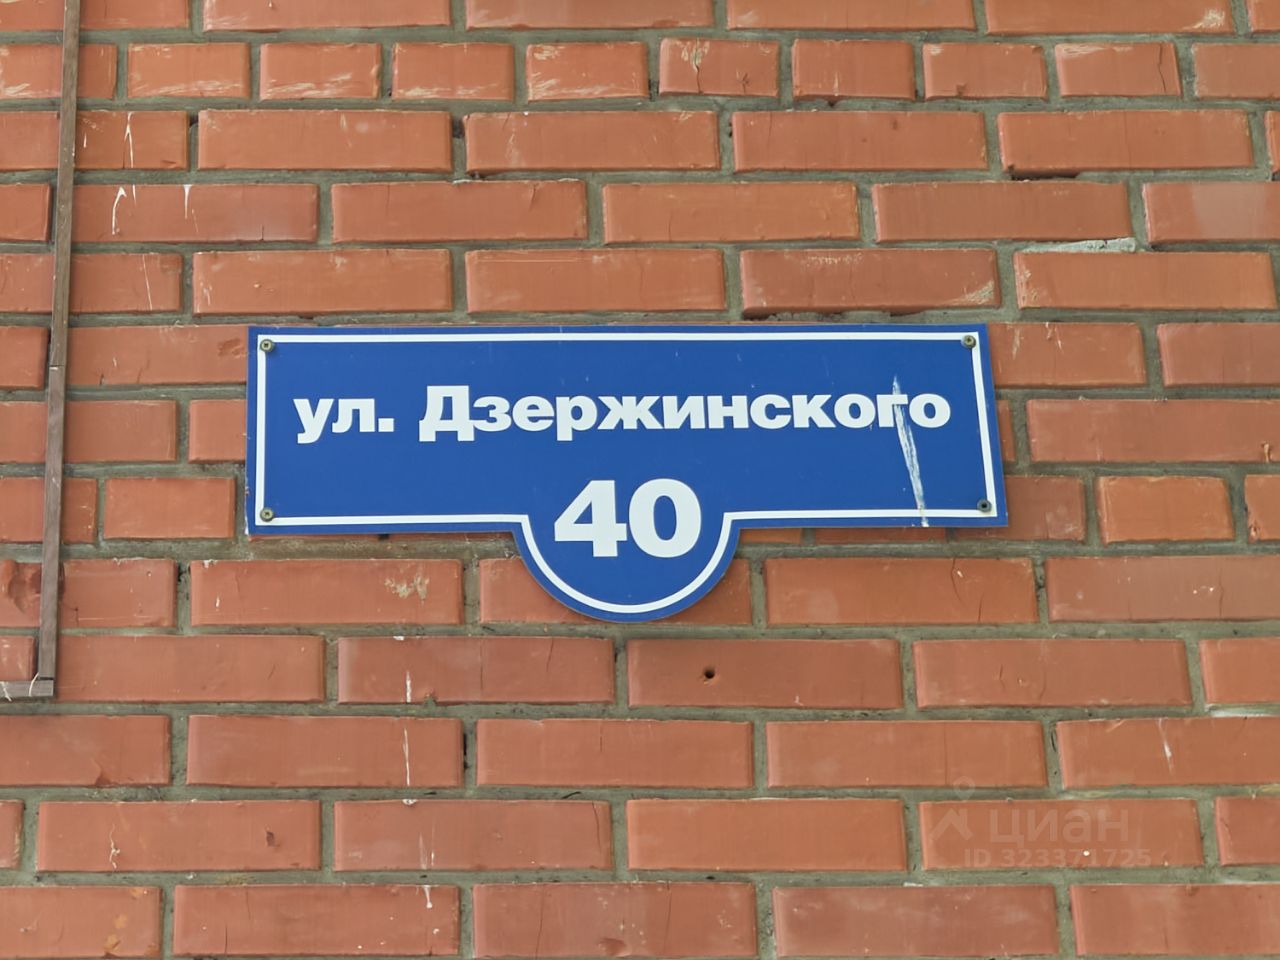 ул. Дзержинского
40
циан
ID 323371725